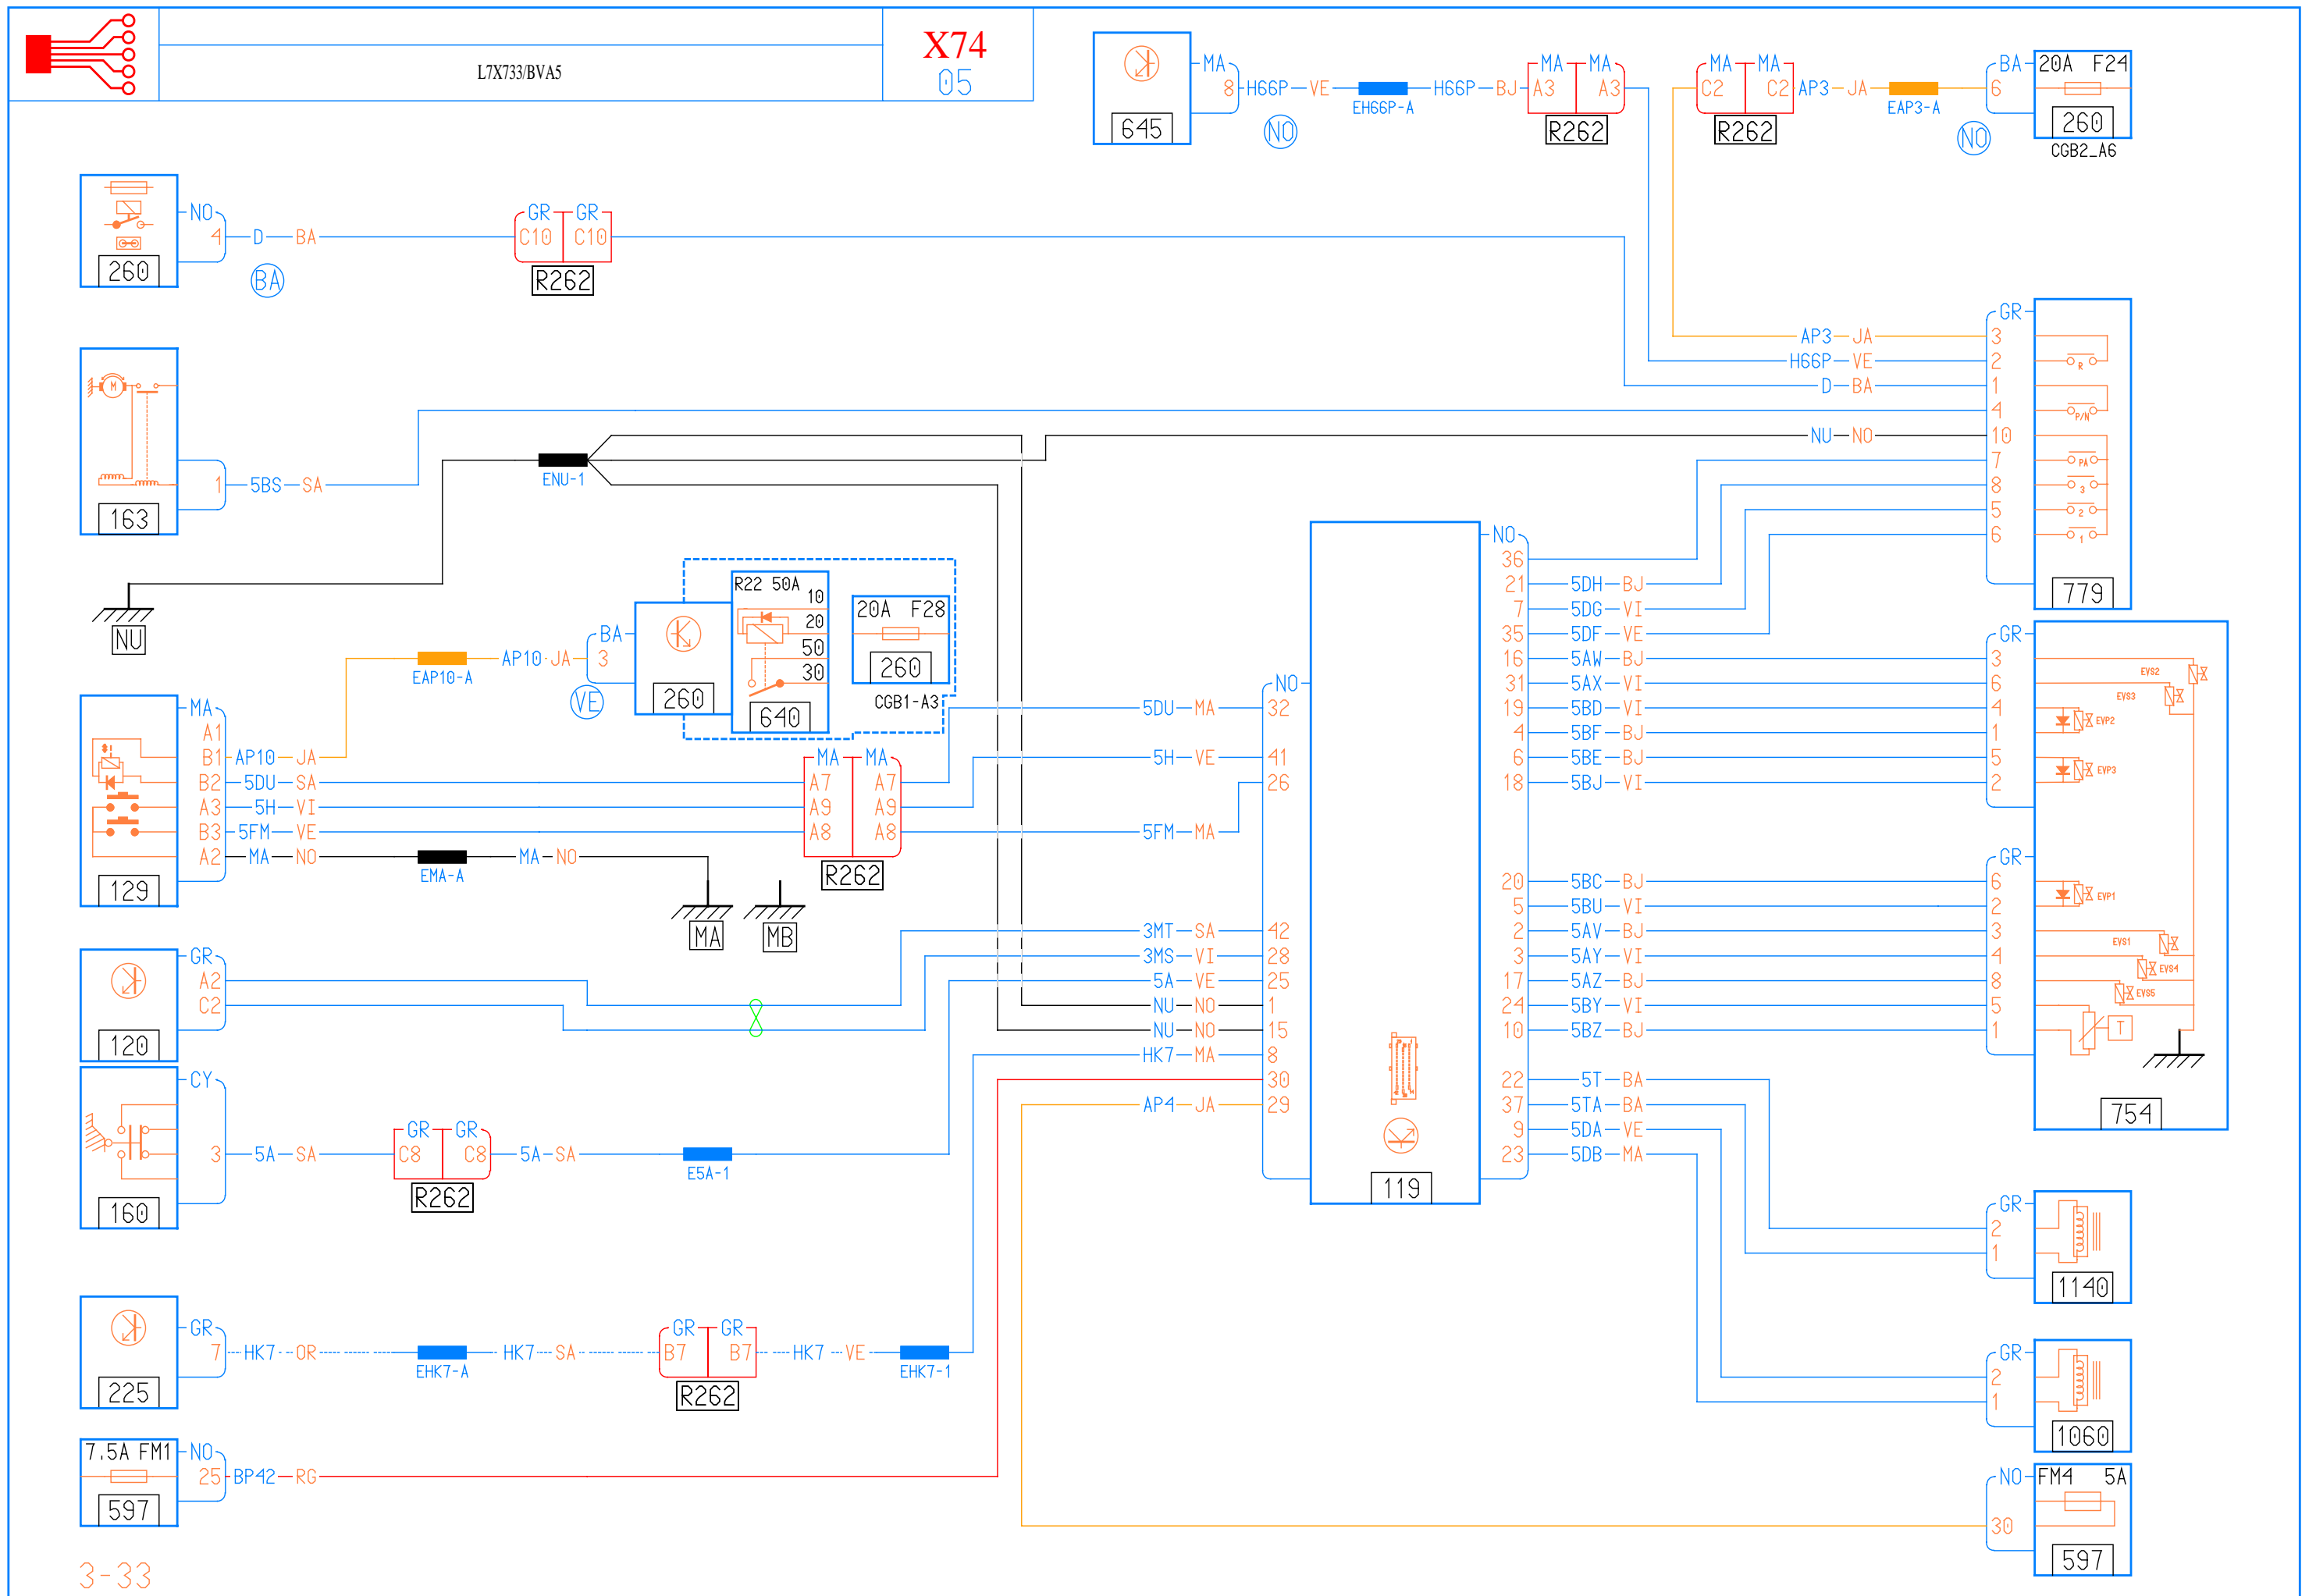 L7X733/BVA5
X74
05
645
MA
8 H66P VE
EH66P-A
H66P BJ
NO
MA MA
A3 A3
R262
MA MA
C2 C2
R262
AP3 JA
EAP3-A
NO
BA
6
20A F24
260
CGB2_A6
260
NO
4 D BA
BA
GR GR
C10 C10
R262
163
1 5BS SA
ENU-1
NU
M
AP3 JA
H66P VE
D BA
NU NO
GR
3
2
1
4
10
7
8
5
6
R
P/N
PA
3
2
1
779
EAP10-A
AP10 JA
BA
3
VE
260
R22 50A
10
20
50
30
640
20A F28
260
CGB1-A3
129
MA
A1
B1 AP10 JA
B2 5DU SA
A3 5H VI
B3 5FM VE
A2 MA NO
EMA-A
MA NO
MA
MB
MA MA
A7 A7
A9 A9
A8 A8
R262
5DU MA
5H VE
5FM MA
3MT SA
3MS VI
5A VE
NU NO
NU NO
HK7 MA
AP4 JA
NO
32
41
26
42
28
25
1
15
8
30
29
119
NO
36
21 5DH BJ
7 5DG VI
35 5DF VE
16 5AW BJ
31 5AX VI
19 5BD VI
4 5BF BJ
6 5BE BJ
18 5BJ VI
20 5BC BJ
5 5BU VI
2 5AV BJ
3 5AY VI
17 5AZ BJ
24 5BY VI
10 5BZ BJ
22 5T BA
37 5TA BA
9 5DA VE
23 5DB MA
GR
3
6
4
1
5
2
EVS2
EVS3
EVP2
EVP3
GR
6
2
3
4
8
5
1
EVP1
EVS1
EVS4
EVS5
T
754
120
GR
A2
C2
160
CY
3 5A SA
GR GR
C8 C8
R262
5A SA
E5A-1
225
GR
7 HK7 OR
EHK7-A
HK7 SA
GR GR
B7 B7
R262
HK7 VE
EHK7-1
GR
2
1
1140
GR
2
1
1060
7.5A FM1
597
NO
25 BP42 RG
NO
30
FM4 5A
597
3-33